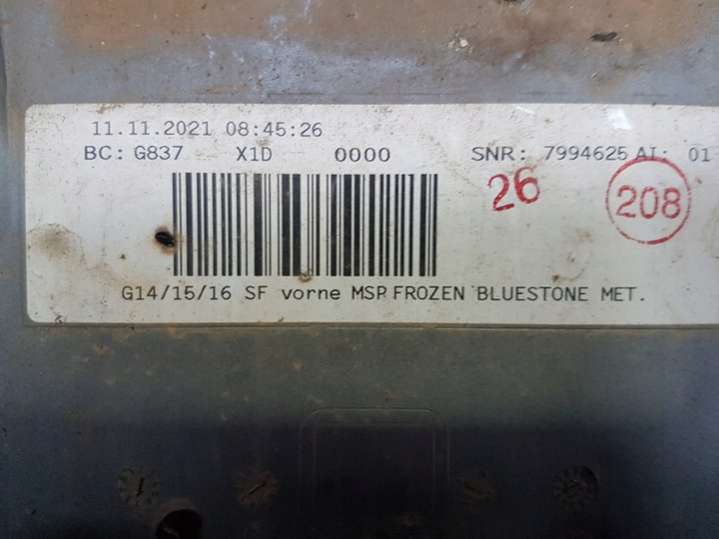 11.11.2021 08:45:26
BC: G837 X1D 0000 SNR: 7994625 AI: 01
26
208
G14/15/16 SF vorne MSP FROZEN BLUESTONE MET.